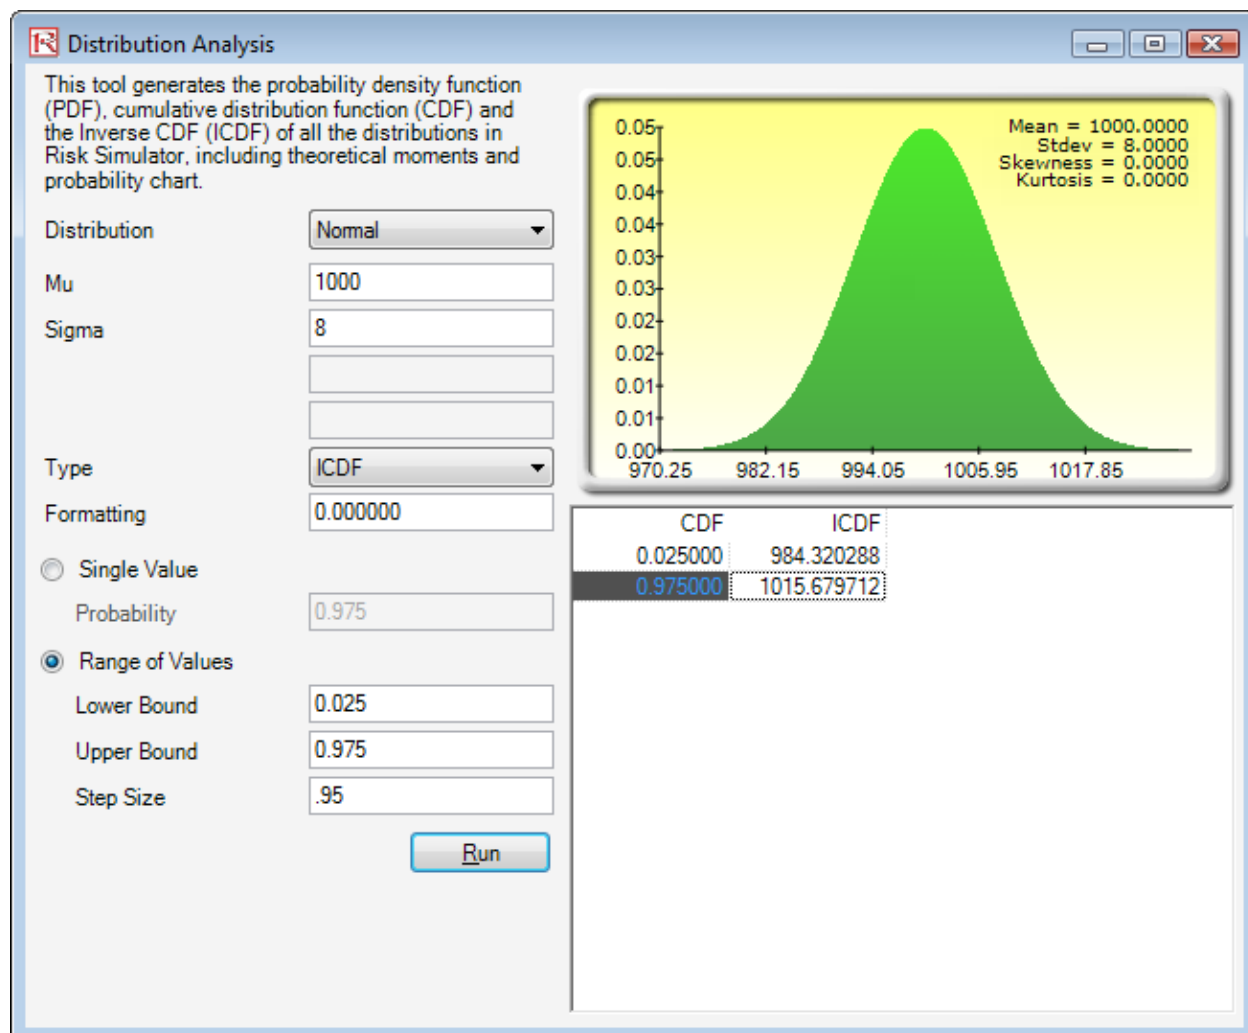 Distribution Analysis
This tool generates the probability density function
(PDF), cumulative distribution function (CDF) and
the Inverse CDF (ICDF) of all the distributions in
Risk Simulator, including theoretical moments and
probability chart.
Distribution Normal
Mu 1000
Sigma 8
Type ICDF
Formatting 0.000000
Single Value
Probability 0.975
Range of Values
Lower Bound 0.025
Upper Bound 0.975
Step Size .95
Run
Mean = 1000.0000
Stdev = 8.0000
Skewness = 0.0000
Kurtosis = 0.0000
0.05
0.05
0.04
0.04
0.03
0.03
0.02
0.02
0.01
0.01
0.00
970.25 982.15 994.05 1005.95 1017.85
CDF ICDF
0.025000 984.320288
0.975000 1015.679712